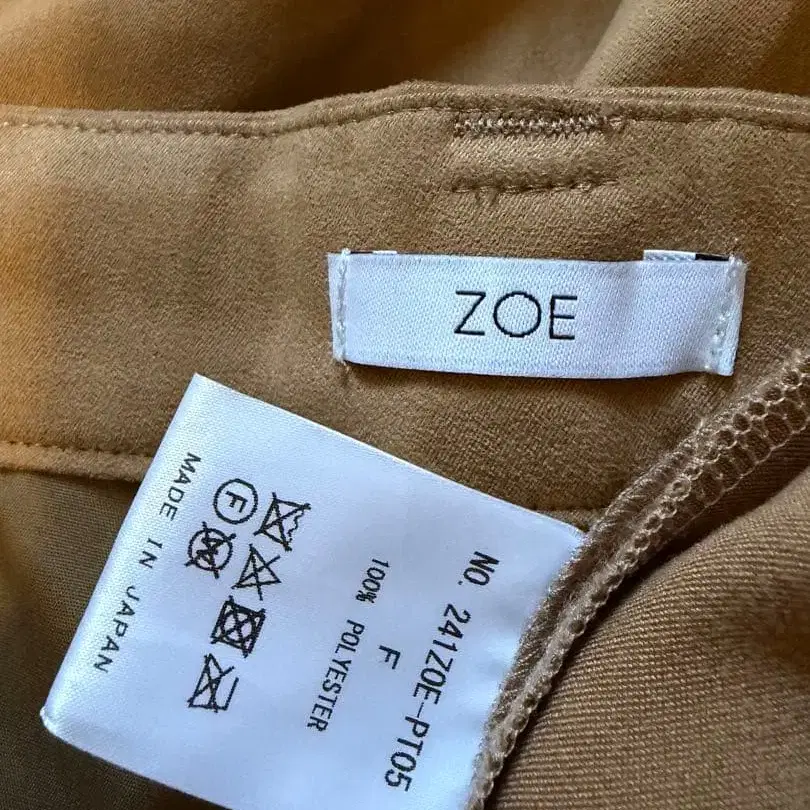 ZOE
NO. 241ZOE-PT05
F
100% POLYESTER
F
MADE IN JAPAN